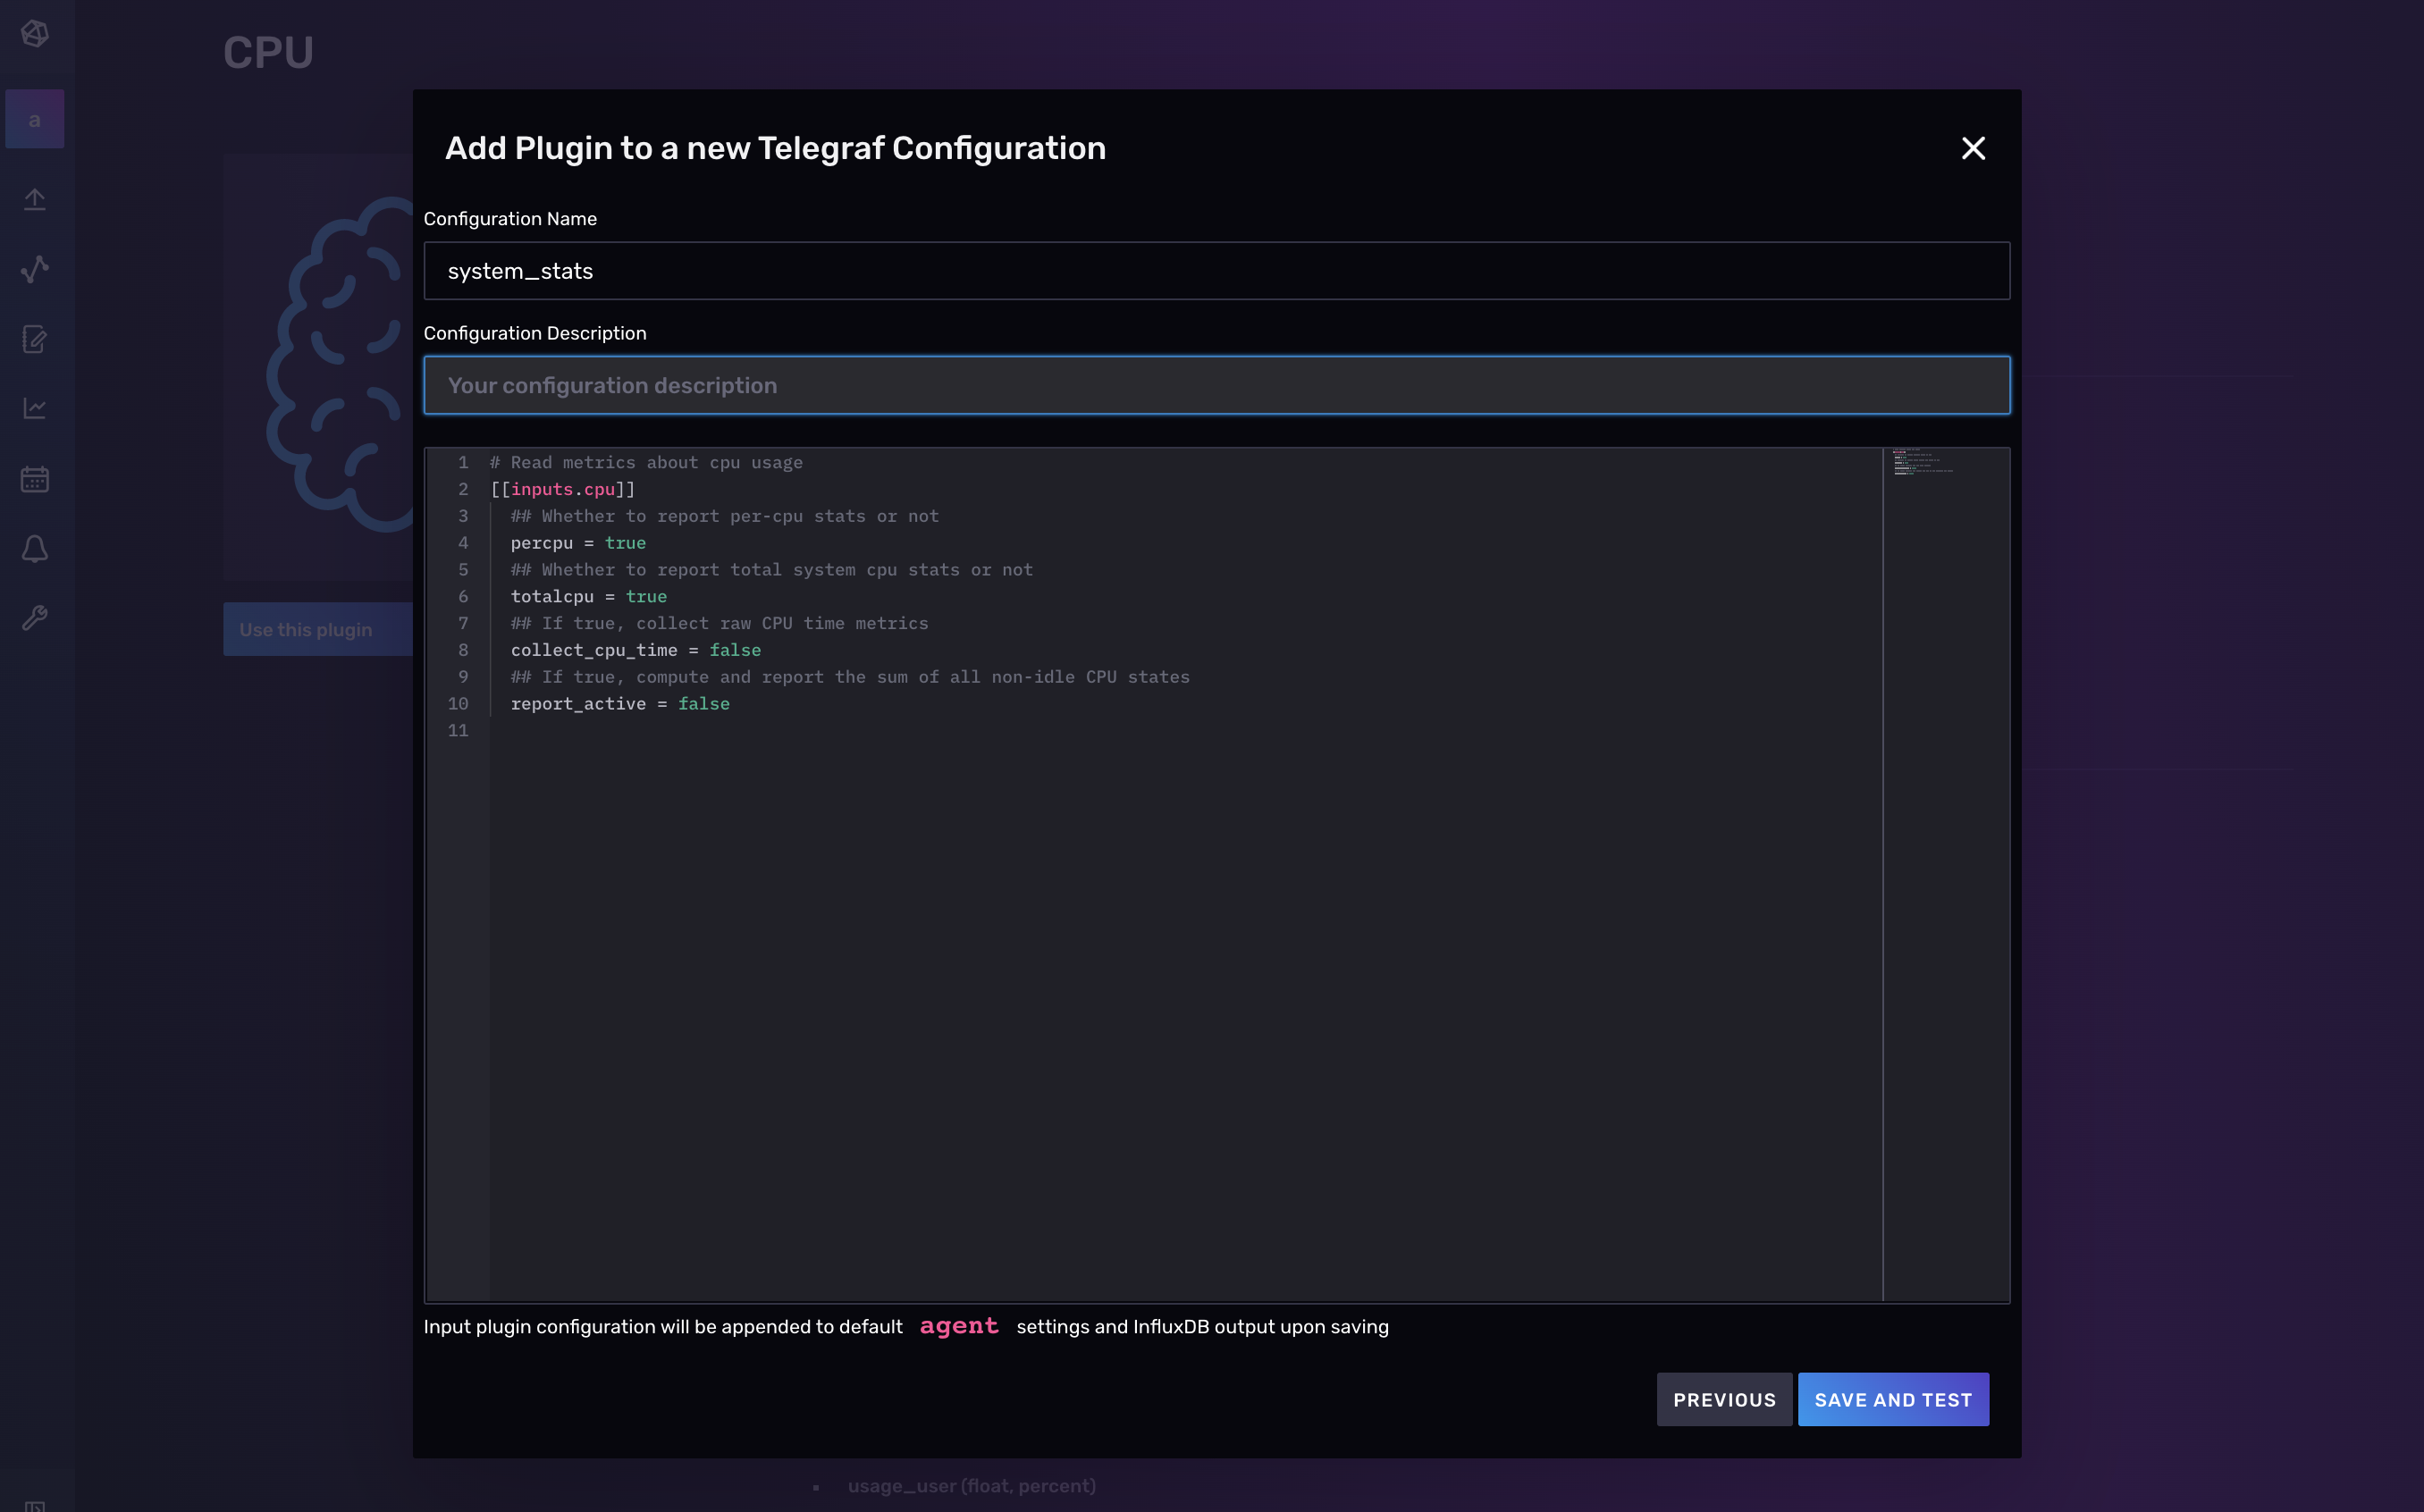 CPU
a
Use this plugin
Add Plugin to a new Telegraf Configuration
Configuration Name
system_stats
Configuration Description
Your configuration description
1 # Read metrics about cpu usage
2 [[inputs.cpu]]
3 ## Whether to report per-cpu stats or not
4 percpu = true
5 ## Whether to report total system cpu stats or not
6 totalcpu = true
7 ## If true, collect raw CPU time metrics
8 collect_cpu_time = false
9 ## If true, compute and report the sum of all non-idle CPU states
10 report_active = false
11
Input plugin configuration will be appended to default agent settings and InfluxDB output upon saving
PREVIOUS SAVE AND TEST
▪ usage_user (float, percent)